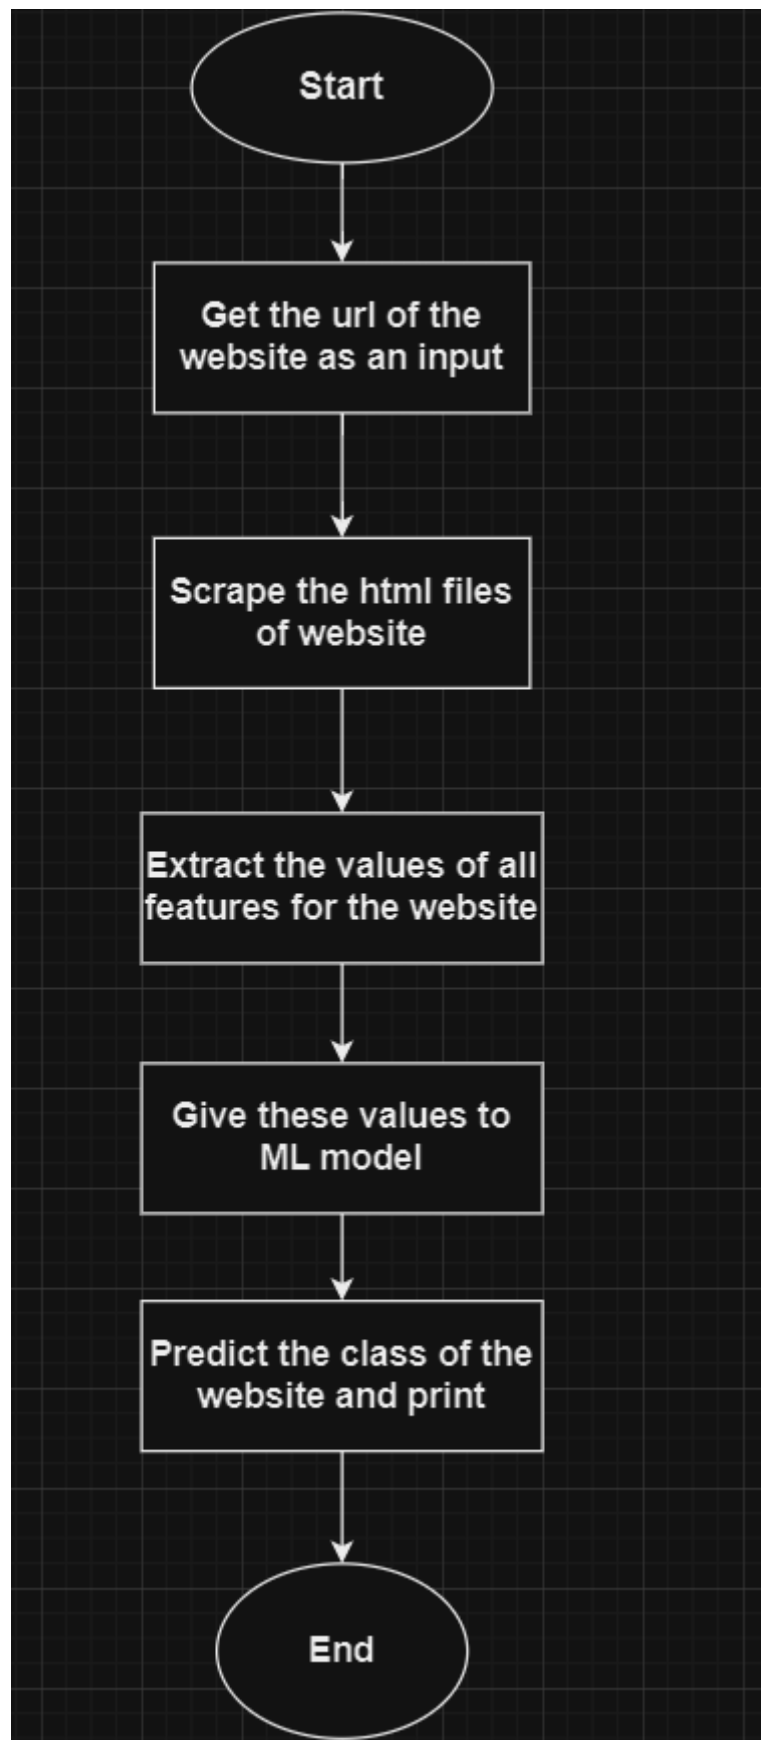 Start
Get the url of the
website as an input
Scrape the html files
of website
Extract the values of all
features for the website
Give these values to
ML model
Predict the class of the
website and print
End